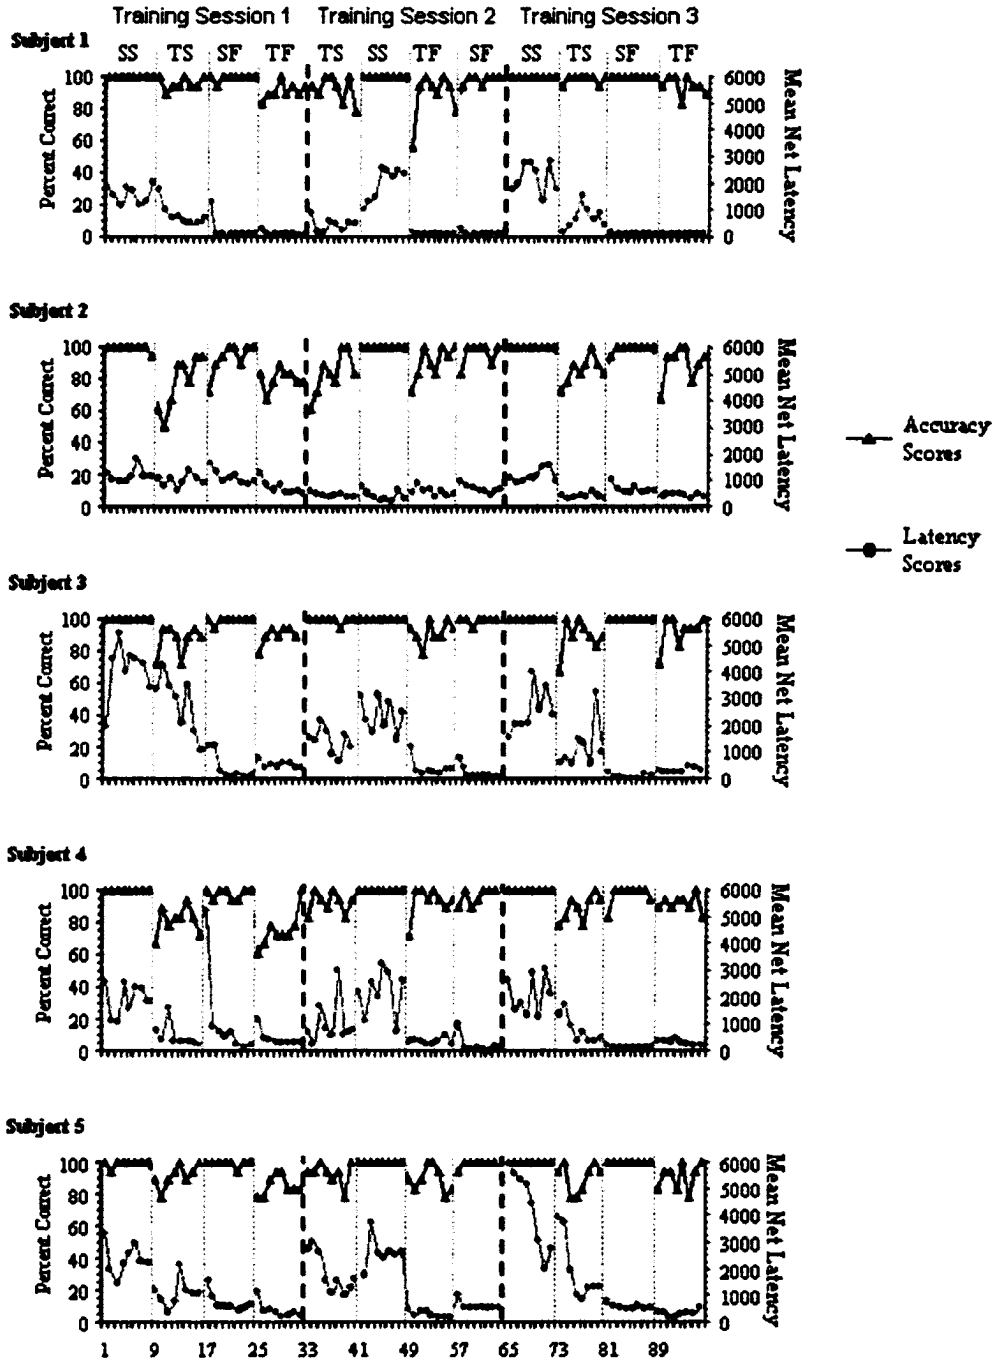 Training Session 1 Training Session 2 Training Session 3
Subject 1
SS TS SF TF TS SS TF SF SS TS SF TF
Percent Correct
100
80
60
40
20
0
6000
5000
4000
3000
2000
1000
0
Mean Net Latency
Subject 2
Percent Correct
100
80
60
40
20
0
6000
5000
4000
3000
2000
1000
0
Mean Net Latency
Accuracy
Scores
Latency
Scores
Subject 3
Percent Correct
100
80
60
40
20
0
6000
5000
4000
3000
2000
1000
0
Mean Net Latency
Subject 4
Percent Correct
100
80
60
40
20
0
6000
5000
4000
3000
2000
1000
0
Mean Net Latency
Subject 5
Percent Correct
100
80
60
40
20
0
6000
5000
4000
3000
2000
1000
0
Mean Net Latency
1 9 17 25 33 41 49 57 65 73 81 89